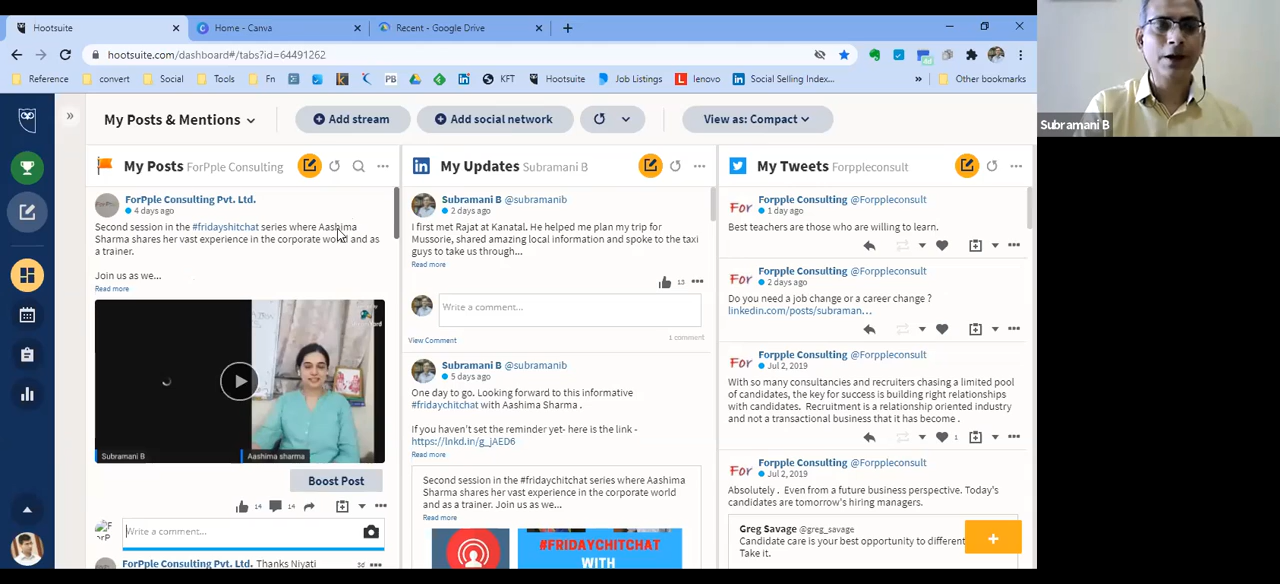 Hootsuite
Home - Canva
Recent - Google Drive
hootsuite.com/dashboard#/tabs?id=64491262
Reference
convert
Social
Tools
Fn
PB
KFT
Hootsuite
Job Listings
lenovo
Social Selling Index...
»
Other bookmarks
Subramani B
My Posts & Mentions
Add stream
Add social network
View as: Compact
My Posts ForPple Consulting
ForPple Consulting Pvt. Ltd.
4 days ago
Second session in the #fridayshitchat series where Aashima
Sharma shares her vast experience in the corporate world and as
a trainer.
Join us as we...
Read more
Subramani B
Aashima sharma
Boost Post
14
14
Write a comment...
ForPple Consulting Pvt. Ltd. Thanks Niyati
5d
My Updates Subramani B
Subramani B @subramanib
2 days ago
I first met Rajat at Kanatal. He helped me plan my trip for
Mussorie, shared amazing local information and spoke to the taxi
guys to take us through...
Read more
13
Write a comment...
1 comment
View Comment
Subramani B @subramanib
5 days ago
One day to go. Looking forward to this informative
#fridaychitchat with Aashima Sharma .
If you haven't set the reminder yet- here is the link -
https://lnkd.in/g_jAED6
Read more
Second session in the #fridaychitchat series where Aashima
Sharma shares her vast experience in the corporate world
and as a trainer. Join us as we...
Read more
#FRIDAYCHITCHAT
WITH
My Tweets Forppleconsult
For
Forpple Consulting @Forppleconsult
1 day ago
Best teachers are those who are willing to learn.
For
Forpple Consulting @Forppleconsult
2 days ago
Do you need a job change or a career change ?
linkedin.com/posts/subraman...
For
Forpple Consulting @Forppleconsult
Jul 2, 2019
With so many consultancies and recruiters chasing a limited pool
of candidates, the key for success is building right relationships
with candidates. Recruitment is a relationship oriented industry
and not a transactional business that it has become .
1
For
Forpple Consulting @Forppleconsult
Jul 2, 2019
Absolutely . Even from a future business perspective. Today's
candidates are tomorrow's hiring managers.
Greg Savage @greg_savage
Candidate care is your best opportunity to different
Take it.